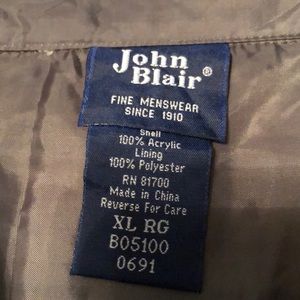 John
Blair®
FINE MENSWEAR
SINCE 1910
Shell
100% Acrylic
Lining
100% Polyester
RN 81700
Made in China
Reverse For Care
XL RG
B05100
0691